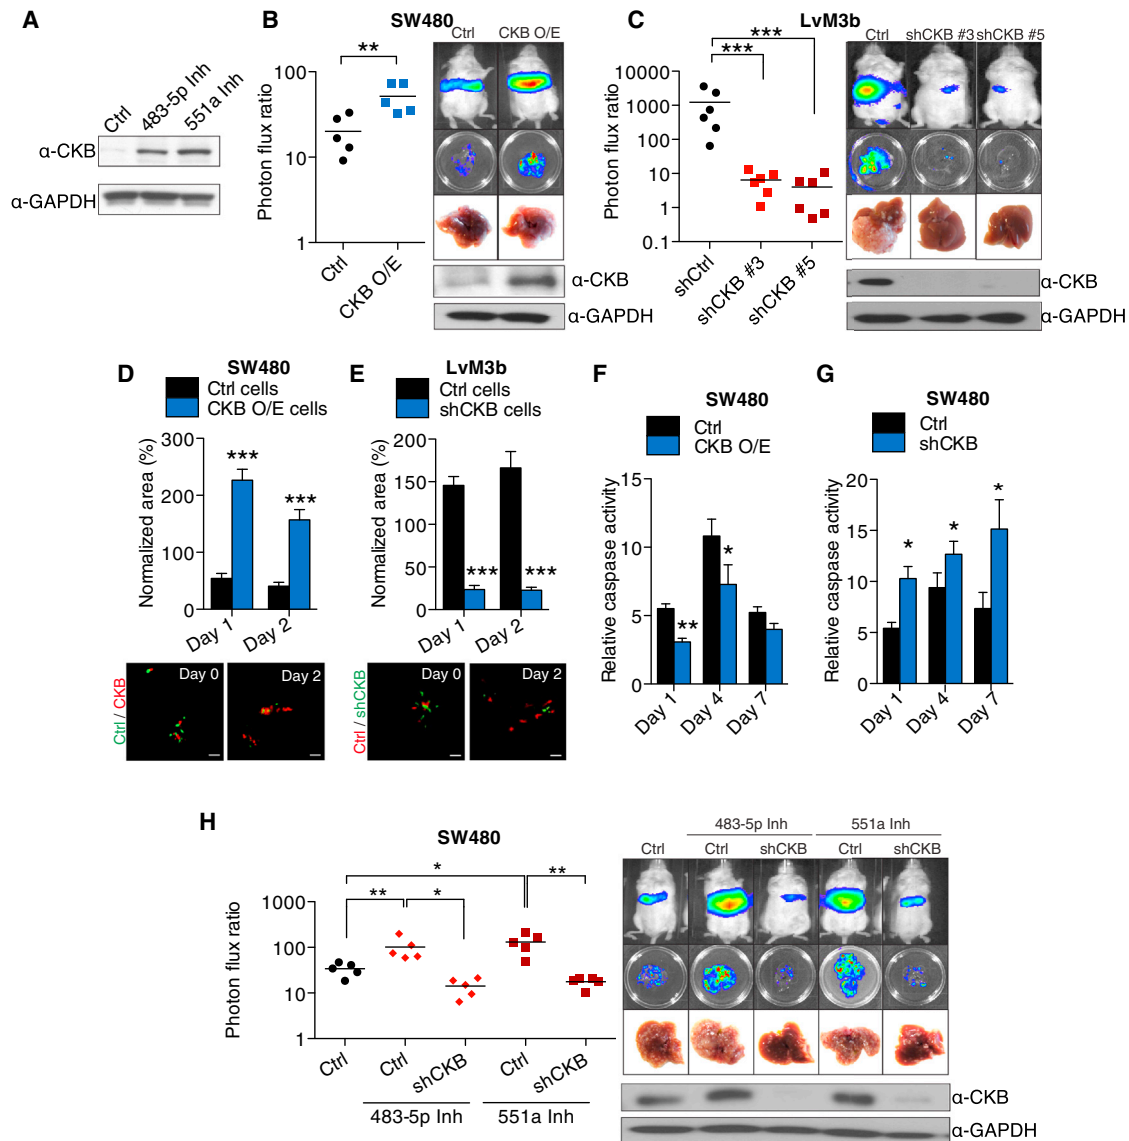 A
Ctrl
483-5p Inh
551a Inh
α-CKB
α-GAPDH
B
SW480
Ctrl
CKB O/E
**
100
10
1
Photon flux ratio
Ctrl
CKB O/E
α-CKB
α-GAPDH
C
LvM3b
Ctrl
shCKB #3
shCKB #5
***
***
10000
1000
100
10
1
0.1
Photon flux ratio
shCtrl
shCKB #3
shCKB #5
α-CKB
α-GAPDH
D
SW480
Ctrl cells
CKB O/E cells
300
200
100
0
Normalized area (%)
***
***
Day 1
Day 2
Day 0
Day 2
Ctrl / CKB
E
LvM3b
Ctrl cells
shCKB cells
200
150
100
50
0
Normalized area (%)
***
***
Day 1
Day 2
Day 0
Day 2
Ctrl / shCKB
F
SW480
Ctrl
CKB O/E
15
10
5
0
Relative caspase activity
**
*
Day 1
Day 4
Day 7
G
SW480
Ctrl
shCKB
20
15
10
5
0
Relative caspase activity
*
*
*
Day 1
Day 4
Day 7
H
SW480
*
**
**
*
1000
100
10
1
Photon flux ratio
Ctrl
Ctrl
shCKB
Ctrl
shCKB
483-5p Inh
551a Inh
483-5p Inh
551a Inh
Ctrl
Ctrl
shCKB
Ctrl
shCKB
α-CKB
α-GAPDH